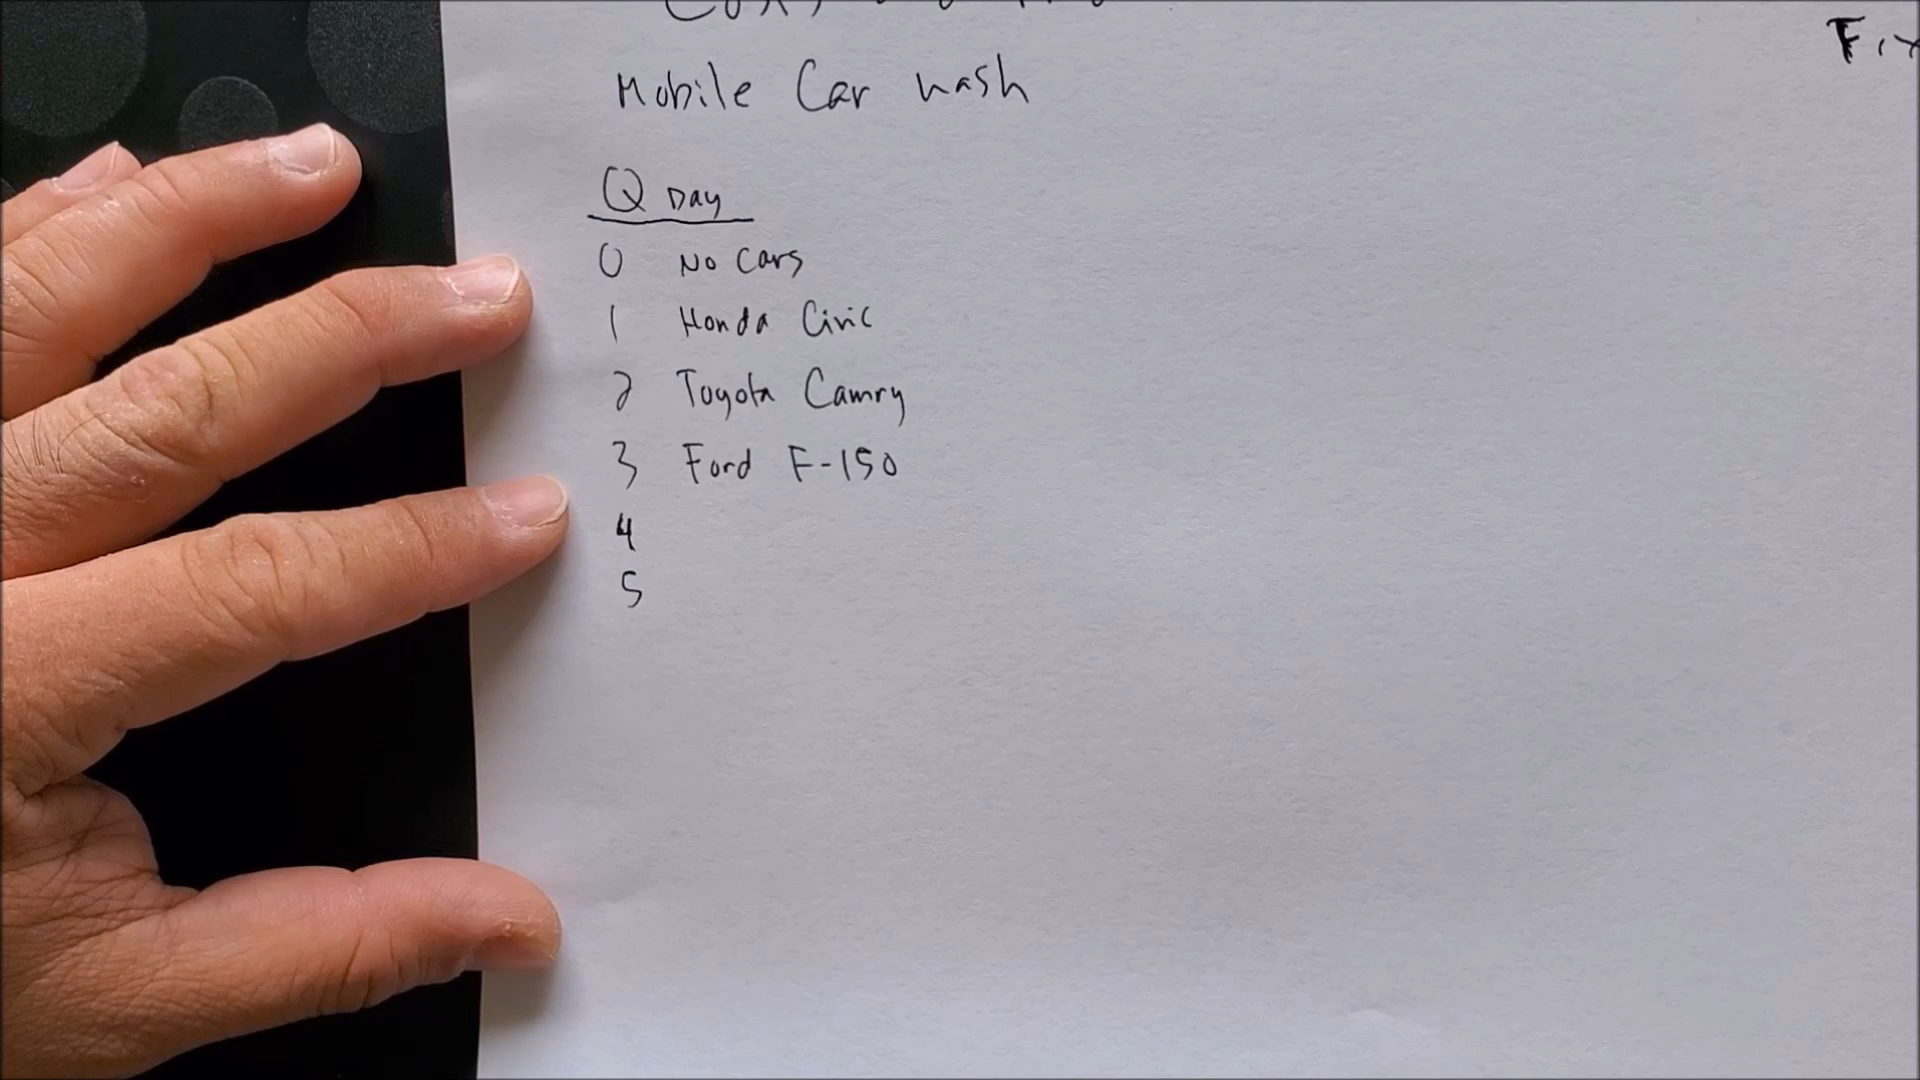 Mobile Car wash
Q Day
0 No Cars
1 Honda Civic
2 Toyota Camry
3 Ford F-150
4
5